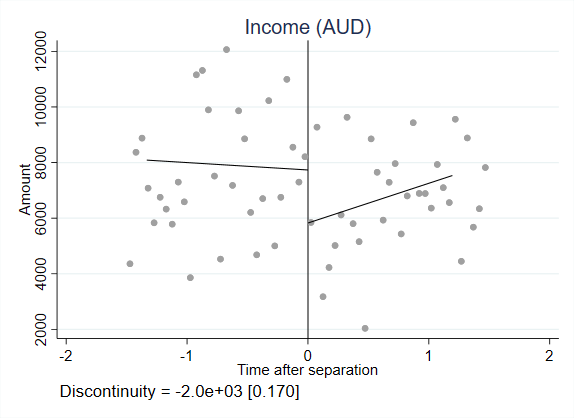 Income (AUD)
12000
10000
8000
6000
4000
2000
Amount
-2 -1 0 1 2
Time after separation
Discontinuity = -2.0e+03 [0.170]